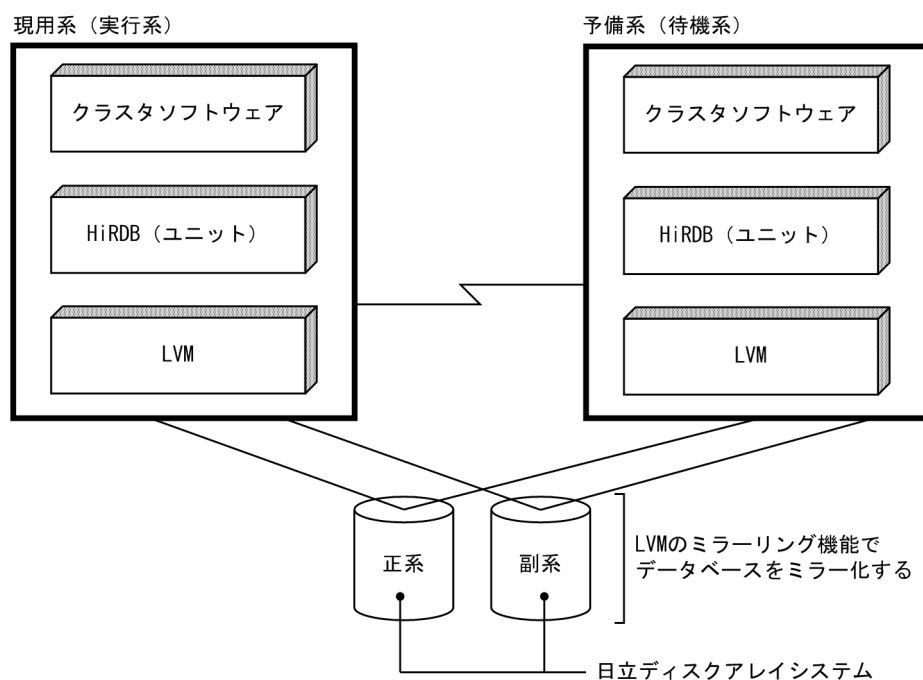 現用系（実行系）
クラスタソフトウェア
HiRDB（ユニット）
LVM
予備系（待機系）
クラスタソフトウェア
HiRDB（ユニット）
LVM
正系
副系
LVMのミラーリング機能で
データベースをミラー化する
日立ディスクアレイシステム